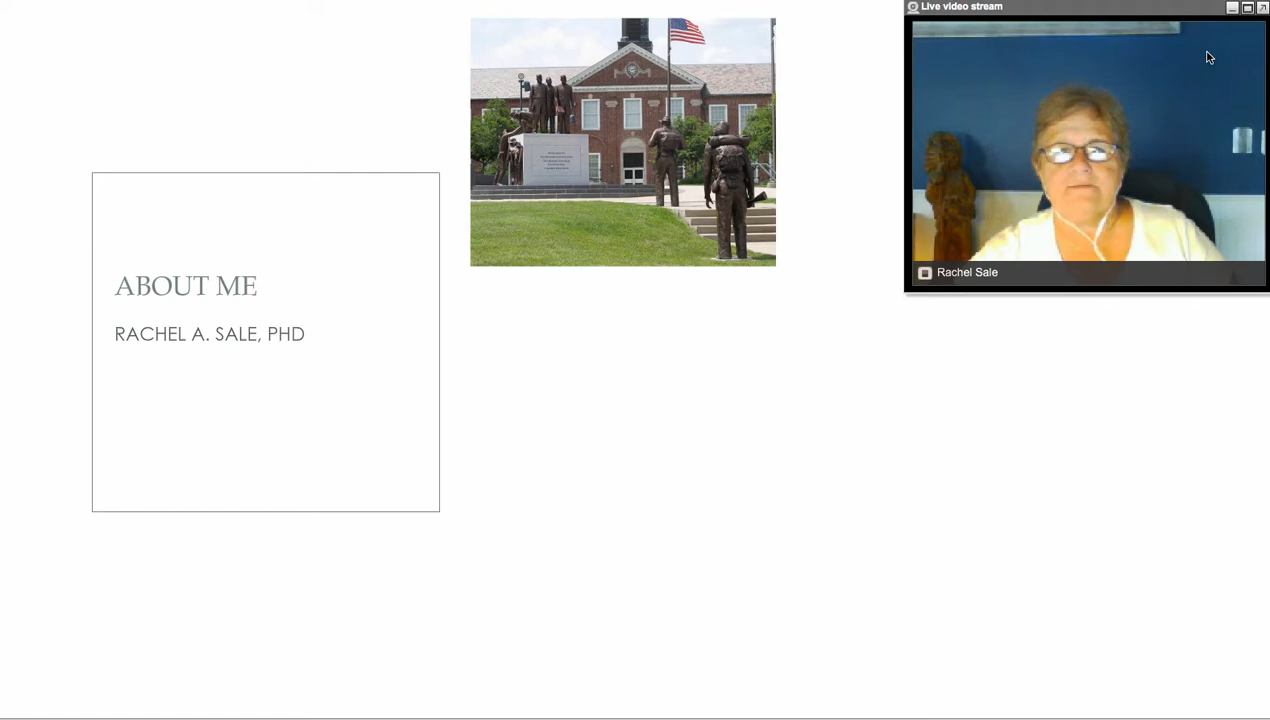 Live video stream
ABOUT ME
RACHEL A. SALE, PHD
Rachel Sale